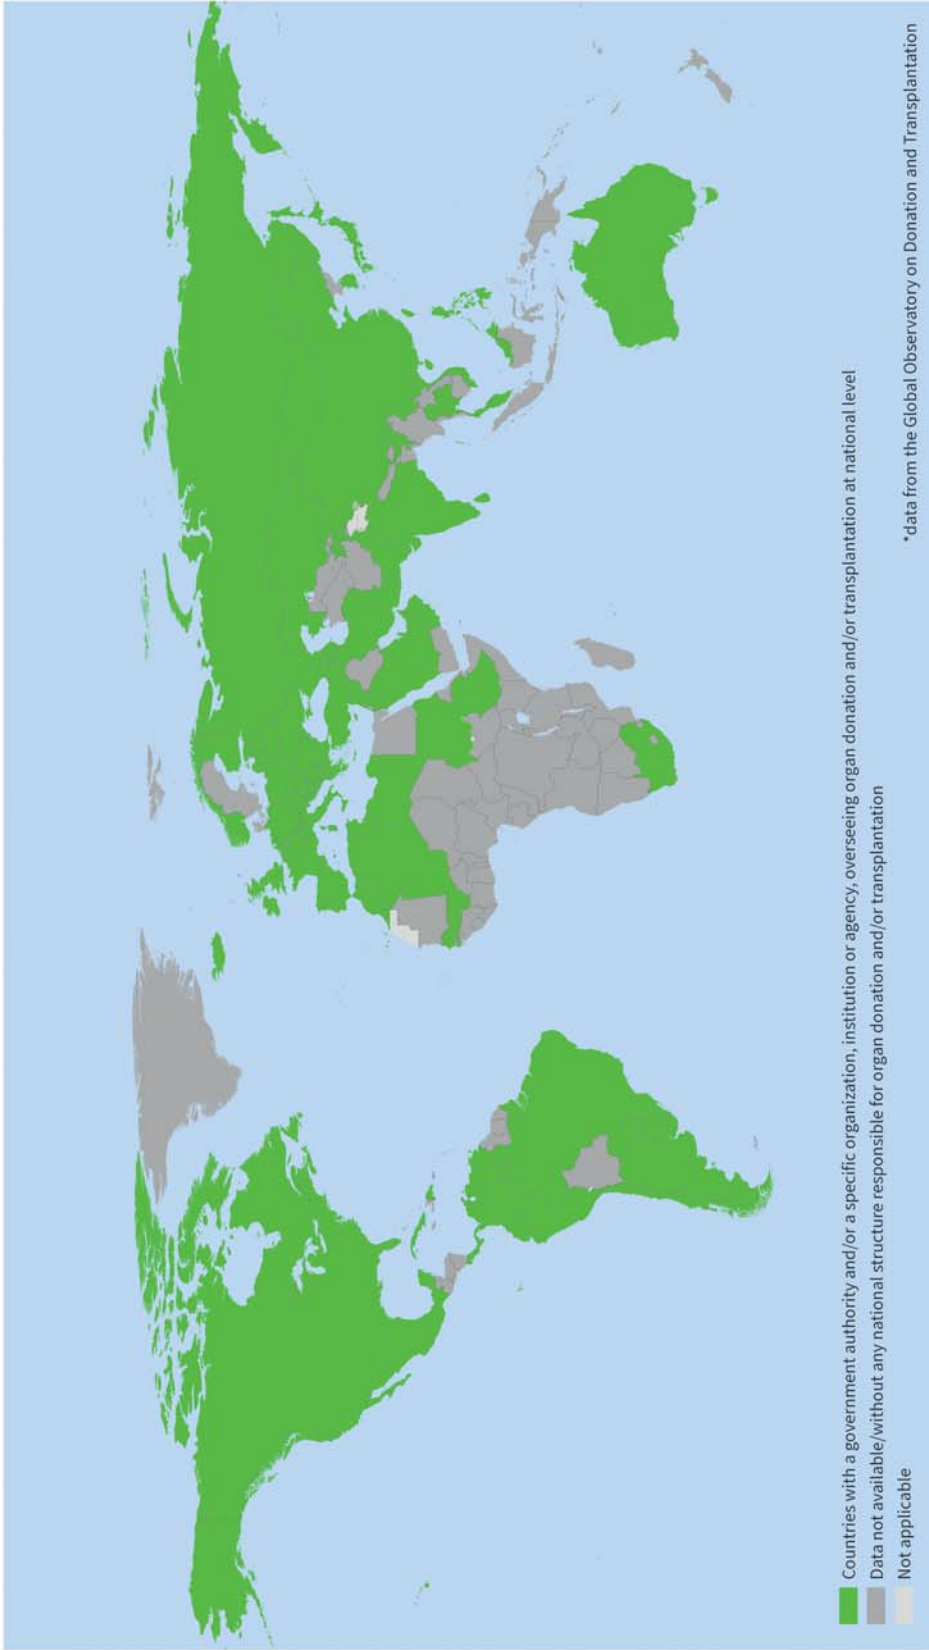 Countries with a government authority and/or a specific organization, institution or agency, overseeing organ donation and/or transplantation at national level
Data not available/without any national structure responsible for organ donation and/or transplantation
Not applicable
*data from the Global Observatory on Donation and Transplantation